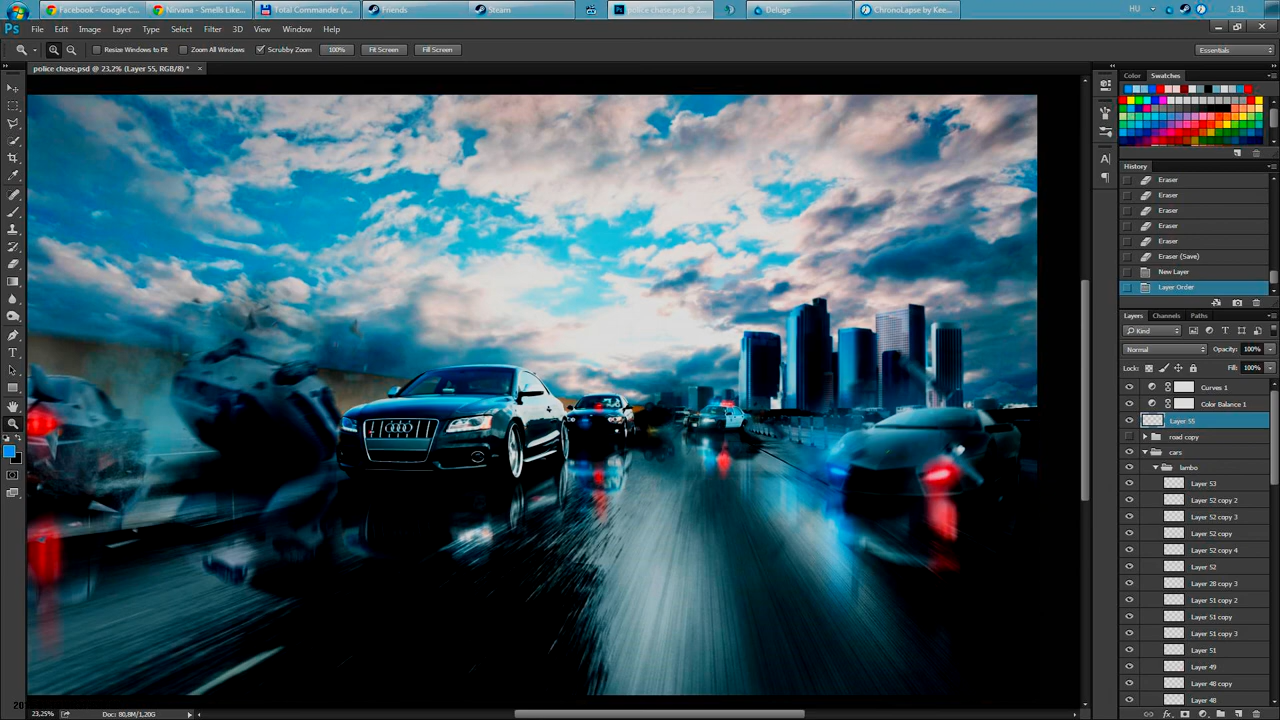 Facebook - Google C...
Nirvana - Smells Like...
Total Commander (x...
Friends
Steam
police chase.psd @ 2...
Deluge
ChronoLapse by Kee...
HU
1:31
Ps
File
Edit
Image
Layer
Type
Select
Filter
3D
View
Window
Help
Resize Windows to Fit
Zoom All Windows
Scrubby Zoom
100%
Fit Screen
Fill Screen
Essentials
police chase.psd @ 23,2% (Layer 55, RGB/8) *
Color
Swatches
History
Eraser
Eraser
Eraser
Eraser
Eraser
Eraser (Save)
New Layer
Layer Order
Layers
Channels
Paths
Kind
Normal
Opacity:
100%
Lock:
Fill:
100%
Curves 1
Color Balance 1
Layer 55
road copy
cars
lambo
Layer 53
Layer 52 copy 2
Layer 52 copy 3
Layer 52 copy
Layer 52 copy 4
Layer 52
Layer 28 copy 3
Layer 51 copy 2
Layer 51 copy
Layer 51 copy 3
Layer 51
Layer 49
Layer 48 copy
Layer 48
20
23,25%
Doc: 80,8M/1,20G